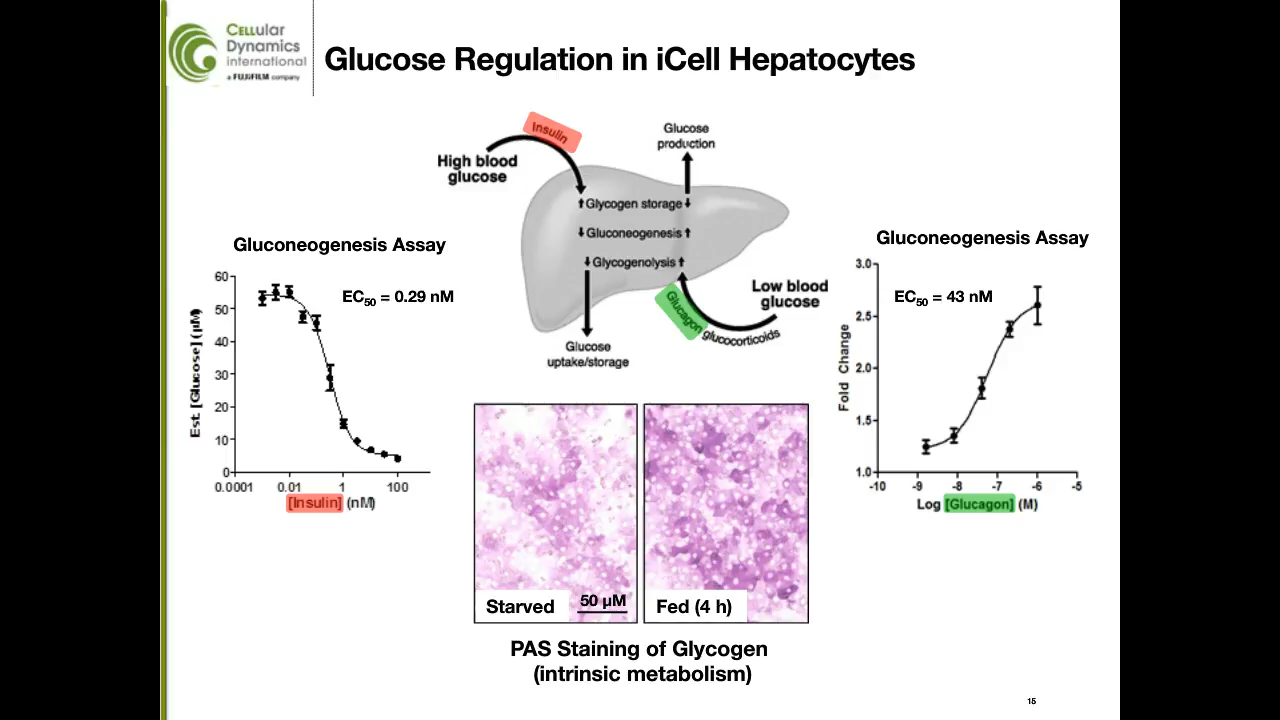 CELLular
Dynamics
international
a FUJIFILM company
Glucose Regulation in iCell Hepatocytes
Insulin
High blood
glucose
Glucose
production
Glycogen storage
Gluconeogenesis
Glycogenolysis
Low blood
glucose
Glucagon
glucocorticoids
Glucose
uptake/storage
Gluconeogenesis Assay
EC50 = 0.29 nM
Est. [Glucose] (µM)
60
50
40
30
20
10
0
0.0001 0.01 1 100
[Insulin] (nM)
Gluconeogenesis Assay
EC50 = 43 nM
Fold Change
3.0
2.5
2.0
1.5
1.0
-10 -9 -8 -7 -6 -5
Log [Glucagon] (M)
Starved
50 µM
Fed (4 h)
PAS Staining of Glycogen
(intrinsic metabolism)
15